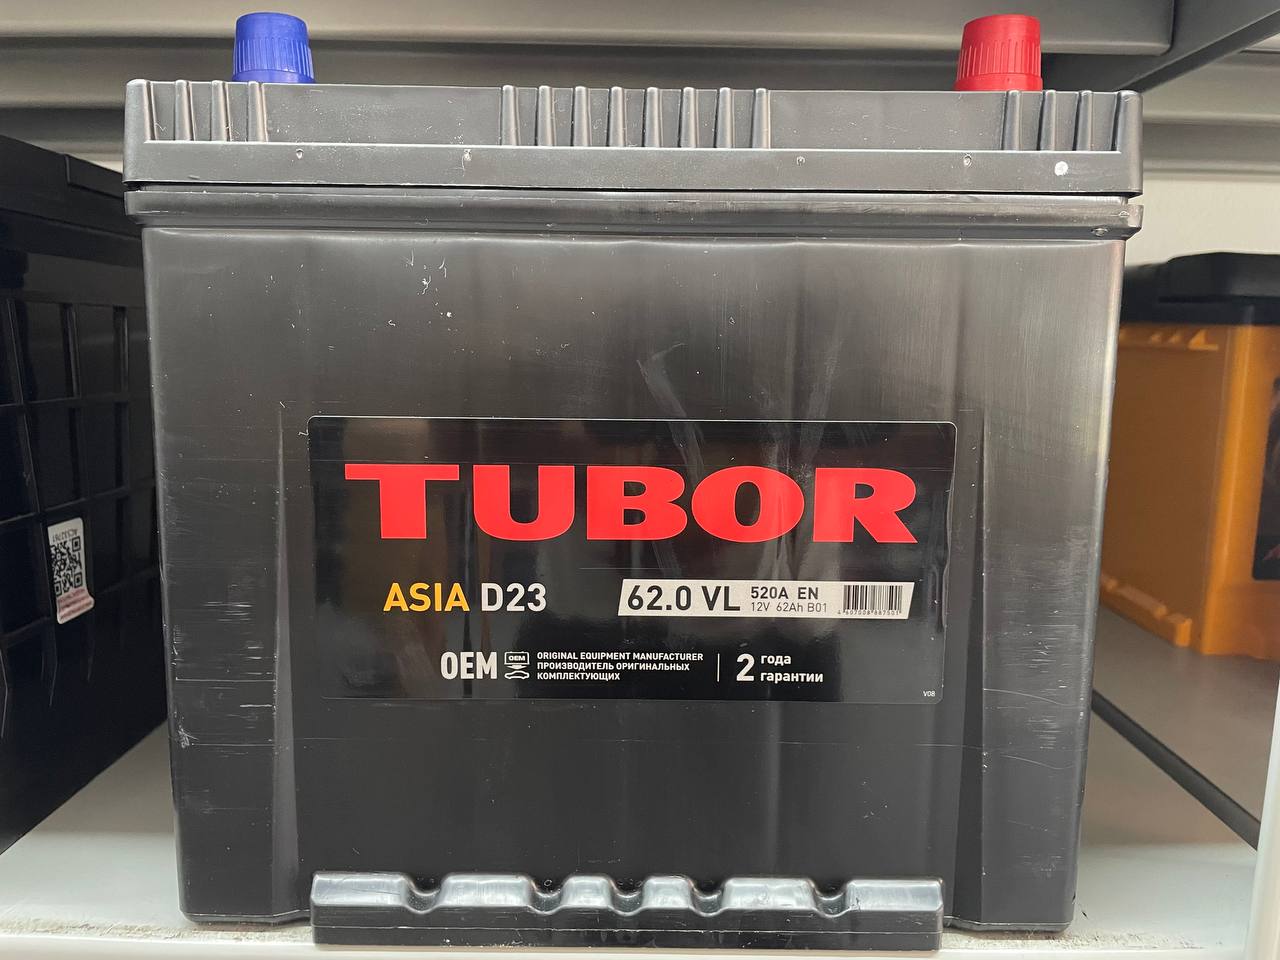 TUBOR
ASIA D23
62.0 VL
520A EN
12V 62Ah B01
OEM
OEM
ORIGINAL EQUIPMENT MANUFACTURER
ПРОИЗВОДИТЕЛЬ ОРИГИНАЛЬНЫХ
КОМПЛЕКТУЮЩИХ
2 года
гарантии
V08